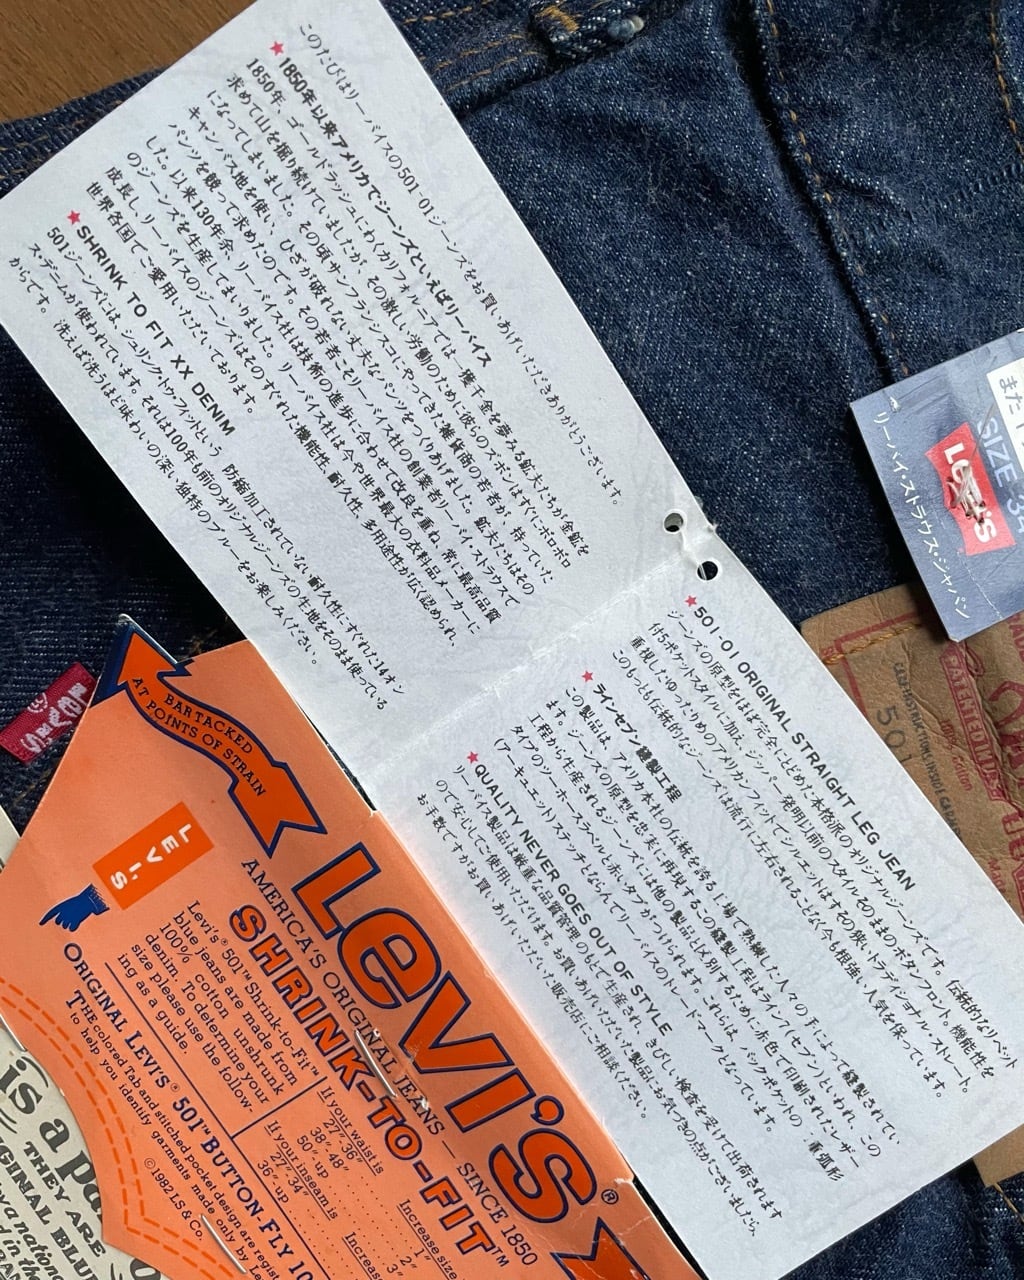 このたびはリーバイスの501-01ジーンズをお買いあげいただきありがとうございます。
★1850年以来アメリカでジーンズといえばリーバイス
1850年、ゴールドラッシュにわくカリフォルニアでは一獲千金を夢みる鉱夫たちが金鉱を
求めて山を掘り続けていましたが、その激しい労働のために彼らのズボンはすぐにボロボロ
になってしまいました。その頃サンフランシスコにやってきた雑貨商の若者が、持っていた
キャンバス地を使い、ひざが破れない丈夫なパンツをつくりあげました。鉱夫たちはその
パンツを競って求めたのです。その若者こそリーバイス社の創業者リーバイ・ストラウスで
した。以来130年余、リーバイス社は技術の進歩に合わせて改良を重ね、常に最高品質
のジーンズを生産してまいりました。リーバイス社は今や世界最大の衣料品メーカーに
成長し、リーバイスのジーンズはそのすぐれた機能性、耐久性、多用途性が広く認められ、
世界各国でご愛用いただいております。
★SHRINK TO FIT XX DENIM
501ジーンズには、シュリンクトゥフィットという 防縮加工されていない耐久性にすぐれた14オン
ス・デニムが使われています。それは100年も前のオリジナルジーンズの生地をそのまま使っている
からです。洗えば洗うほど味わいの深い独特のブルーをお楽しみください。
★501-01 ORIGINAL STRAIGHT LEG JEAN
ジーンズの原型をほぼ完全にとどめた本格派のオリジナルジーンズです。伝統的なリベット
付5ポケットスタイルに加え、ジッパー発明以前のスタイルそのままのボタンフロント。機能性を
重視したゆったりめのアメリカンフィットでシルエットはすその狭いトラディショナル・ストレート。
このもっとも伝統的なジーンズは流行に左右されることなく今も根強い人気を保っています。
★ラインセブン縫製工程
この製品は、アメリカ本社の伝統を誇る工場で熟練した人々の手によって縫製されてい
ます。ジーンズの原型を忠実に再現するこの縫製工程はライン7(セブン)といわれ、この
工程から生産されるジーンズには他の製品と区別するために赤色で印刷されたレザー
タイプのツーホースラベルと赤いタブがつけられます。これらは、バックポケットの 二重弧形
(アーキュエット)ステッチとならんでリーバイスのトレードマークとなっています。
★QUALITY NEVER GOES OUT OF STYLE
リーバイス製品は厳重な品質管理のもとで生産され、きびしい検査を受けて出荷されます
ので安心してご使用いただけます。お買いあげいただいた製品にお気づきの点がございましたら、
お手数ですがお買いあげいただいた販売店にご相談ください。
また
SIZE 34
LEVI'S
リーバイ・ストラウス・ジャパン
501
LEVI'S
BARTACKED
AT POINTS OF STRAIN
LEVI'S
Levi's®
AMERICA'S ORIGINAL JEANS — SINCE 1850
SHRINK-TO-FIT™
Levi's® 501™ Shrink-to-Fit™
blue jeans are made from
100% cotton unshrunk
denim. To determine your
size please use the follow-
ing as a guide.
If your waist is
27"-36"
38"-48"
50" up
Increase size
1"
2"
3"
If your inseam is
27"-34"
36" up
Increase
ORIGINAL LEVI'S® 501™ BUTTON FLY
THE colored Tab and stitched pocket design are
to help you identify garments made only by
©1982 LS & Co.
is a pa
THEY ARE
GINAL BLUE